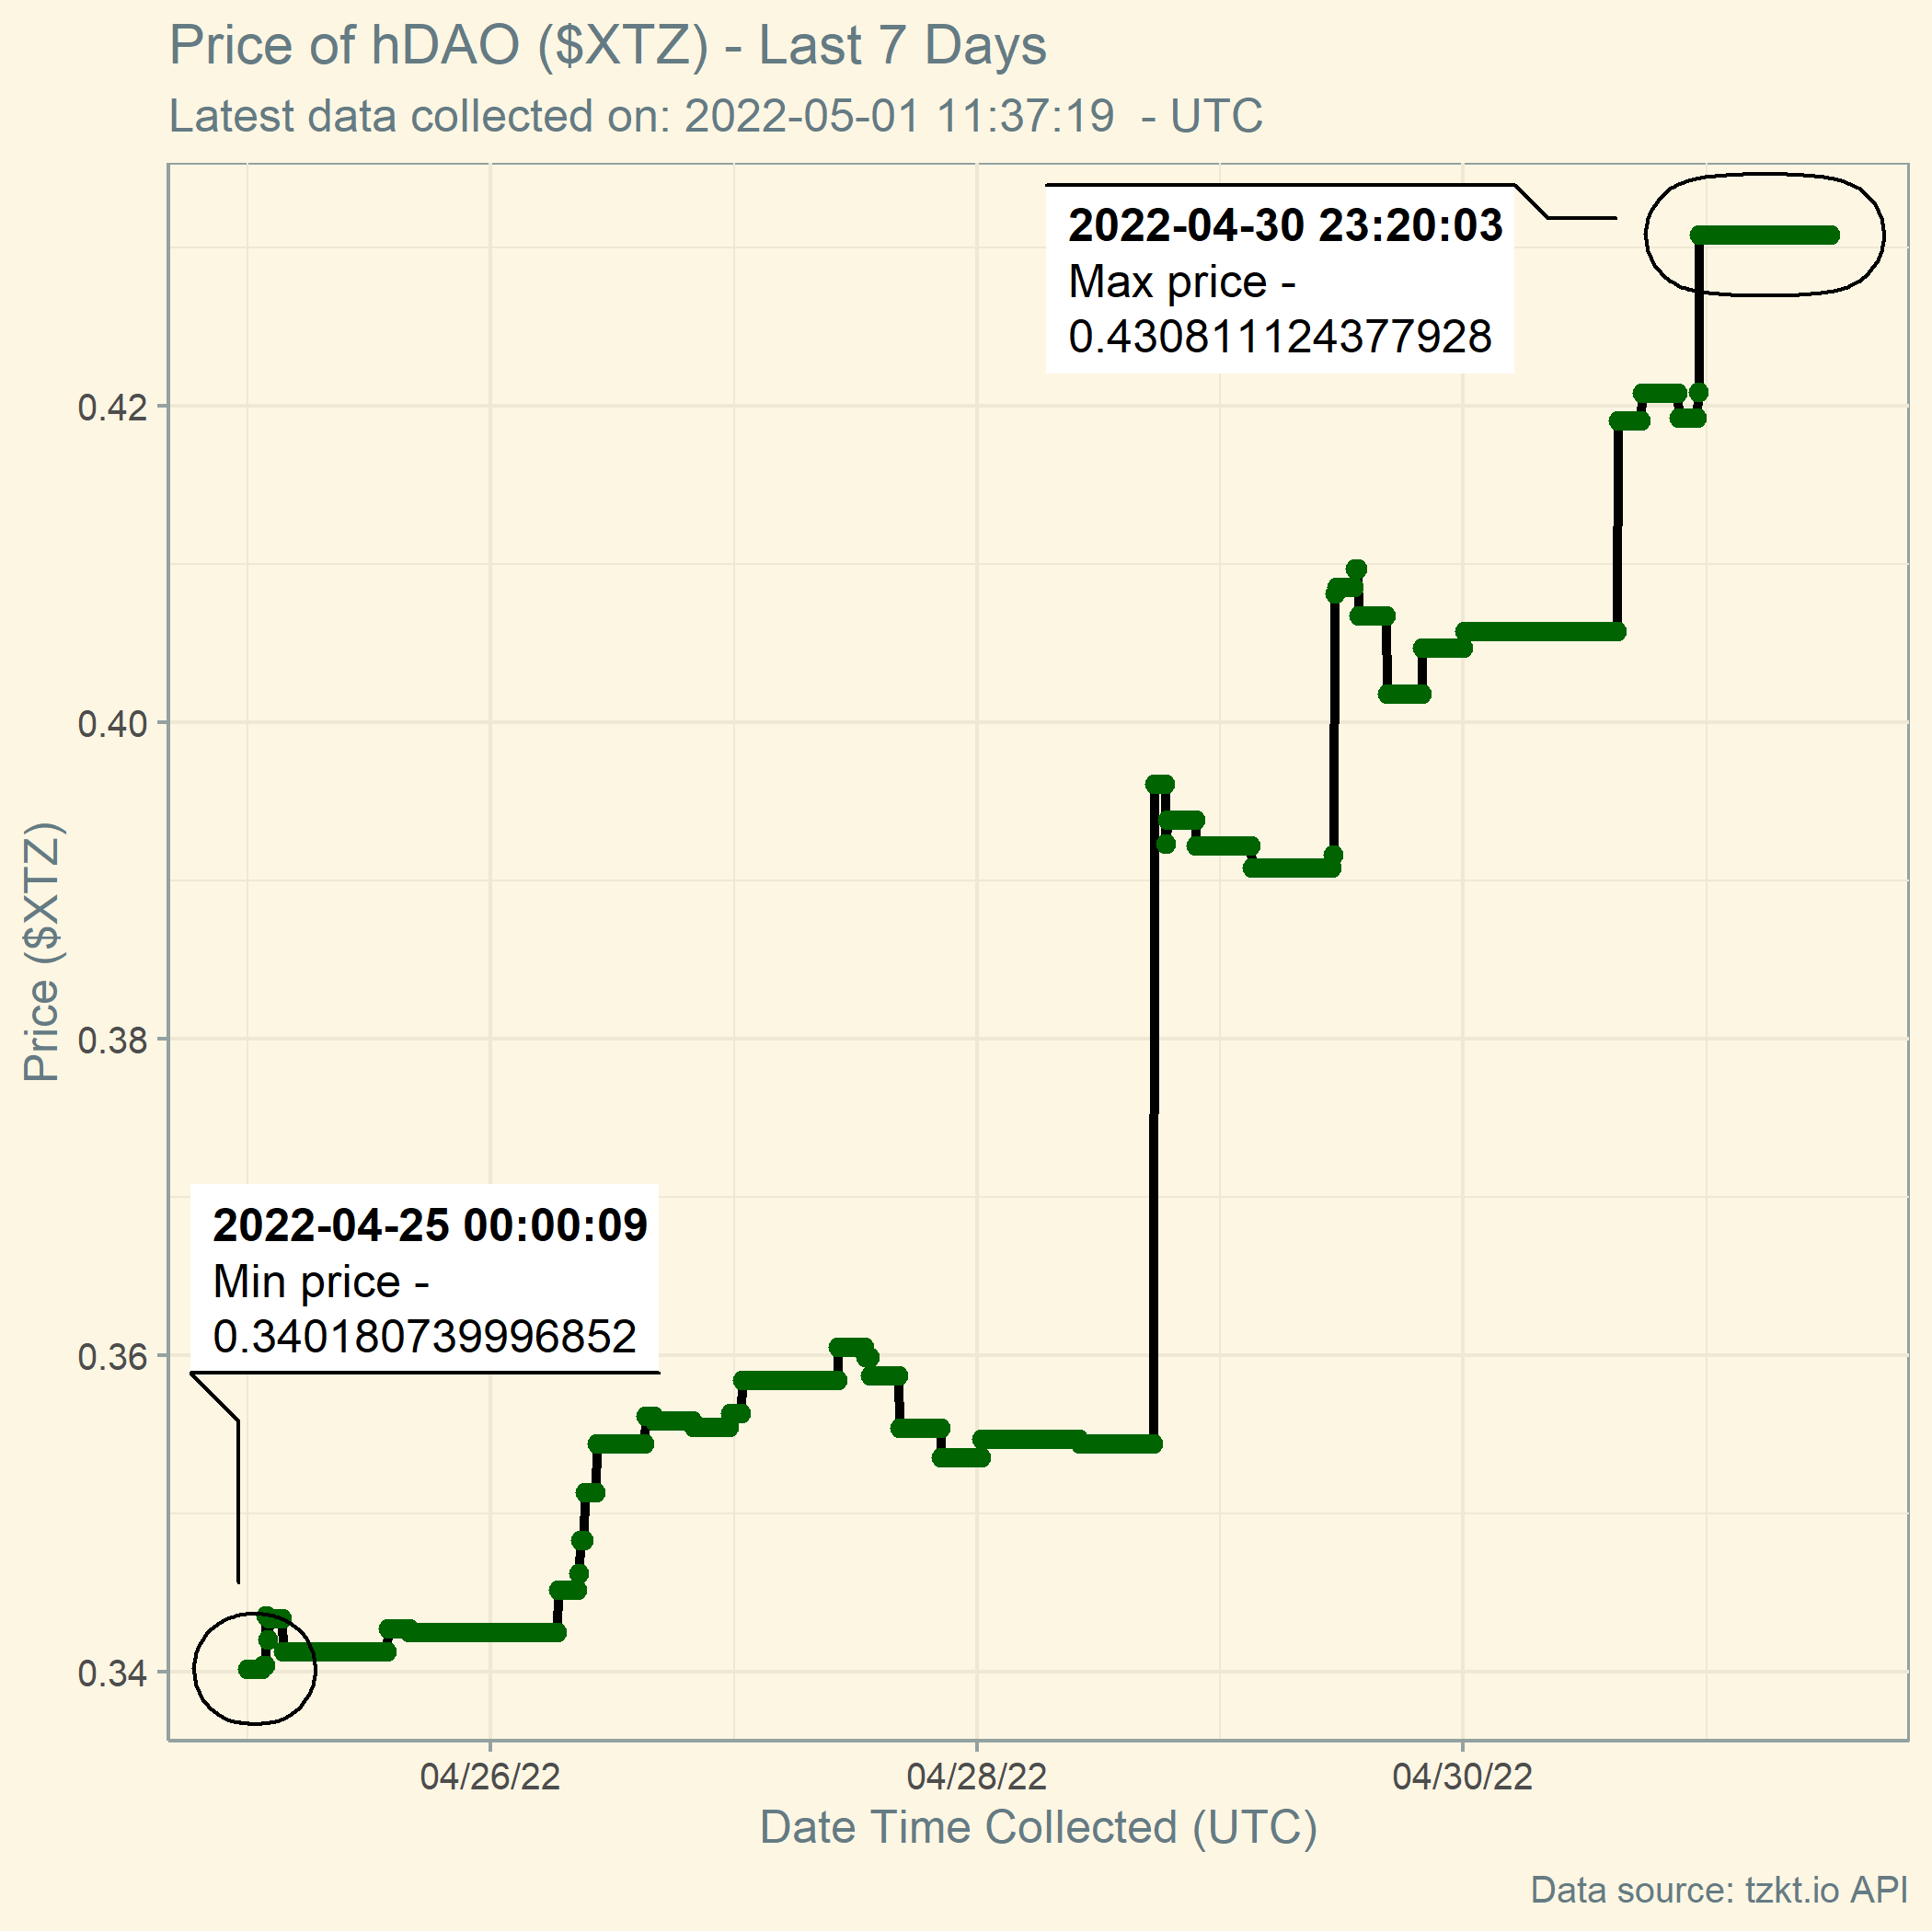 Price of hDAO ($XTZ) - Last 7 Days
Latest data collected on: 2022-05-01 11:37:19  - UTC
2022-04-30 23:20:03
Max price -
0.430811124377928
0.42
0.40
0.38
0.36
0.34
Price ($XTZ)
2022-04-25 00:00:09
Min price -
0.340180739996852
04/26/22
04/28/22
04/30/22
Date Time Collected (UTC)
Data source: tzkt.io API